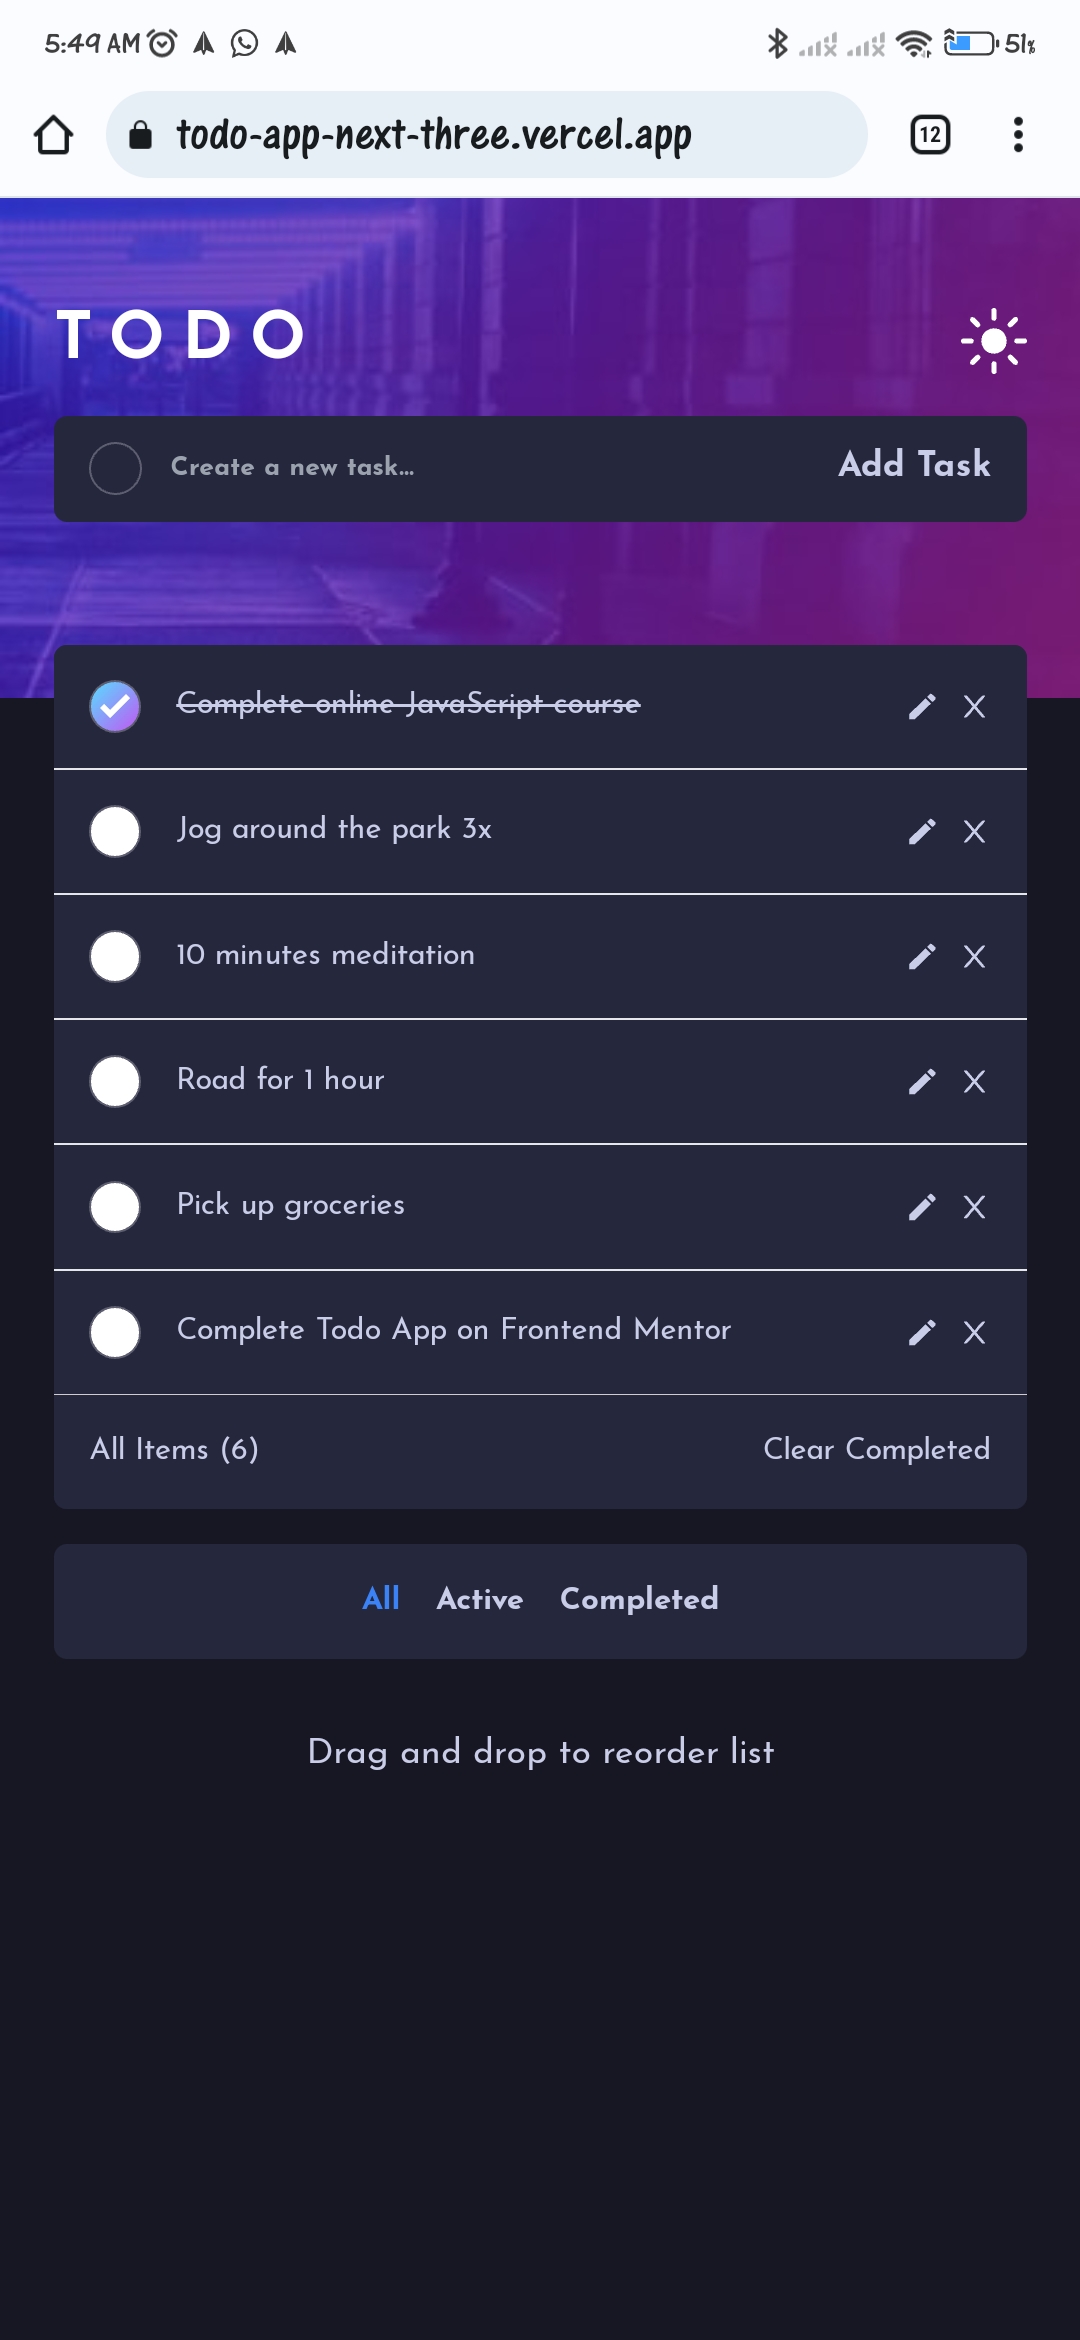 5:49 AM 51%
todo-app-next-three.vercel.app 12
TODO
Create a new task... Add Task
Complete online JavaScript course
Jog around the park 3x
10 minutes meditation
Road for 1 hour
Pick up groceries
Complete Todo App on Frontend Mentor
All Items (6) Clear Completed
All Active Completed
Drag and drop to reorder list